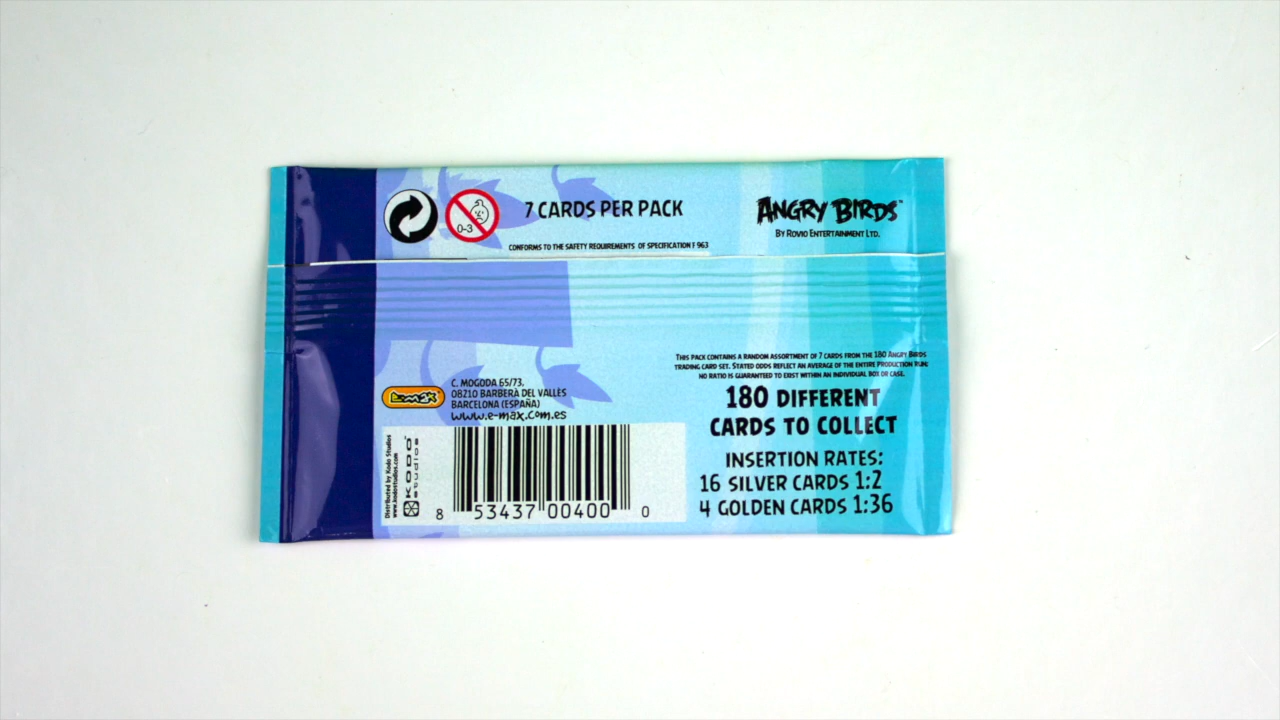 0-3
7 CARDS PER PACK
CONFORMS TO THE SAFETY REQUIREMENTS OF SPECIFICATION F 963
ANGRY BIRDS™
BY ROVIO ENTERTAINMENT LTD.
THIS PACK CONTAINS A RANDOM ASSORTMENT OF 7 CARDS FROM THE 180 ANGRY BIRDS
TRADING CARD SET. STATED ODDS REFLECT AN AVERAGE OF THE ENTIRE PRODUCTION RUN:
NO RATIO IS GUARANTEED TO EXIST WITHIN AN INDIVIDUAL BOX OR CASE.
180 DIFFERENT
CARDS TO COLLECT
INSERTION RATES:
16 SILVER CARDS 1:2
4 GOLDEN CARDS 1:36
e-max
C. MOGODA 65/73.
08210 BARBERÀ DEL VALLÈS
BARCELONA (ESPAÑA)
www.e-max.com.es
Distributed by Kodo Studios
www.kodostudios.com
KODO
studios
8 53437 00400 0